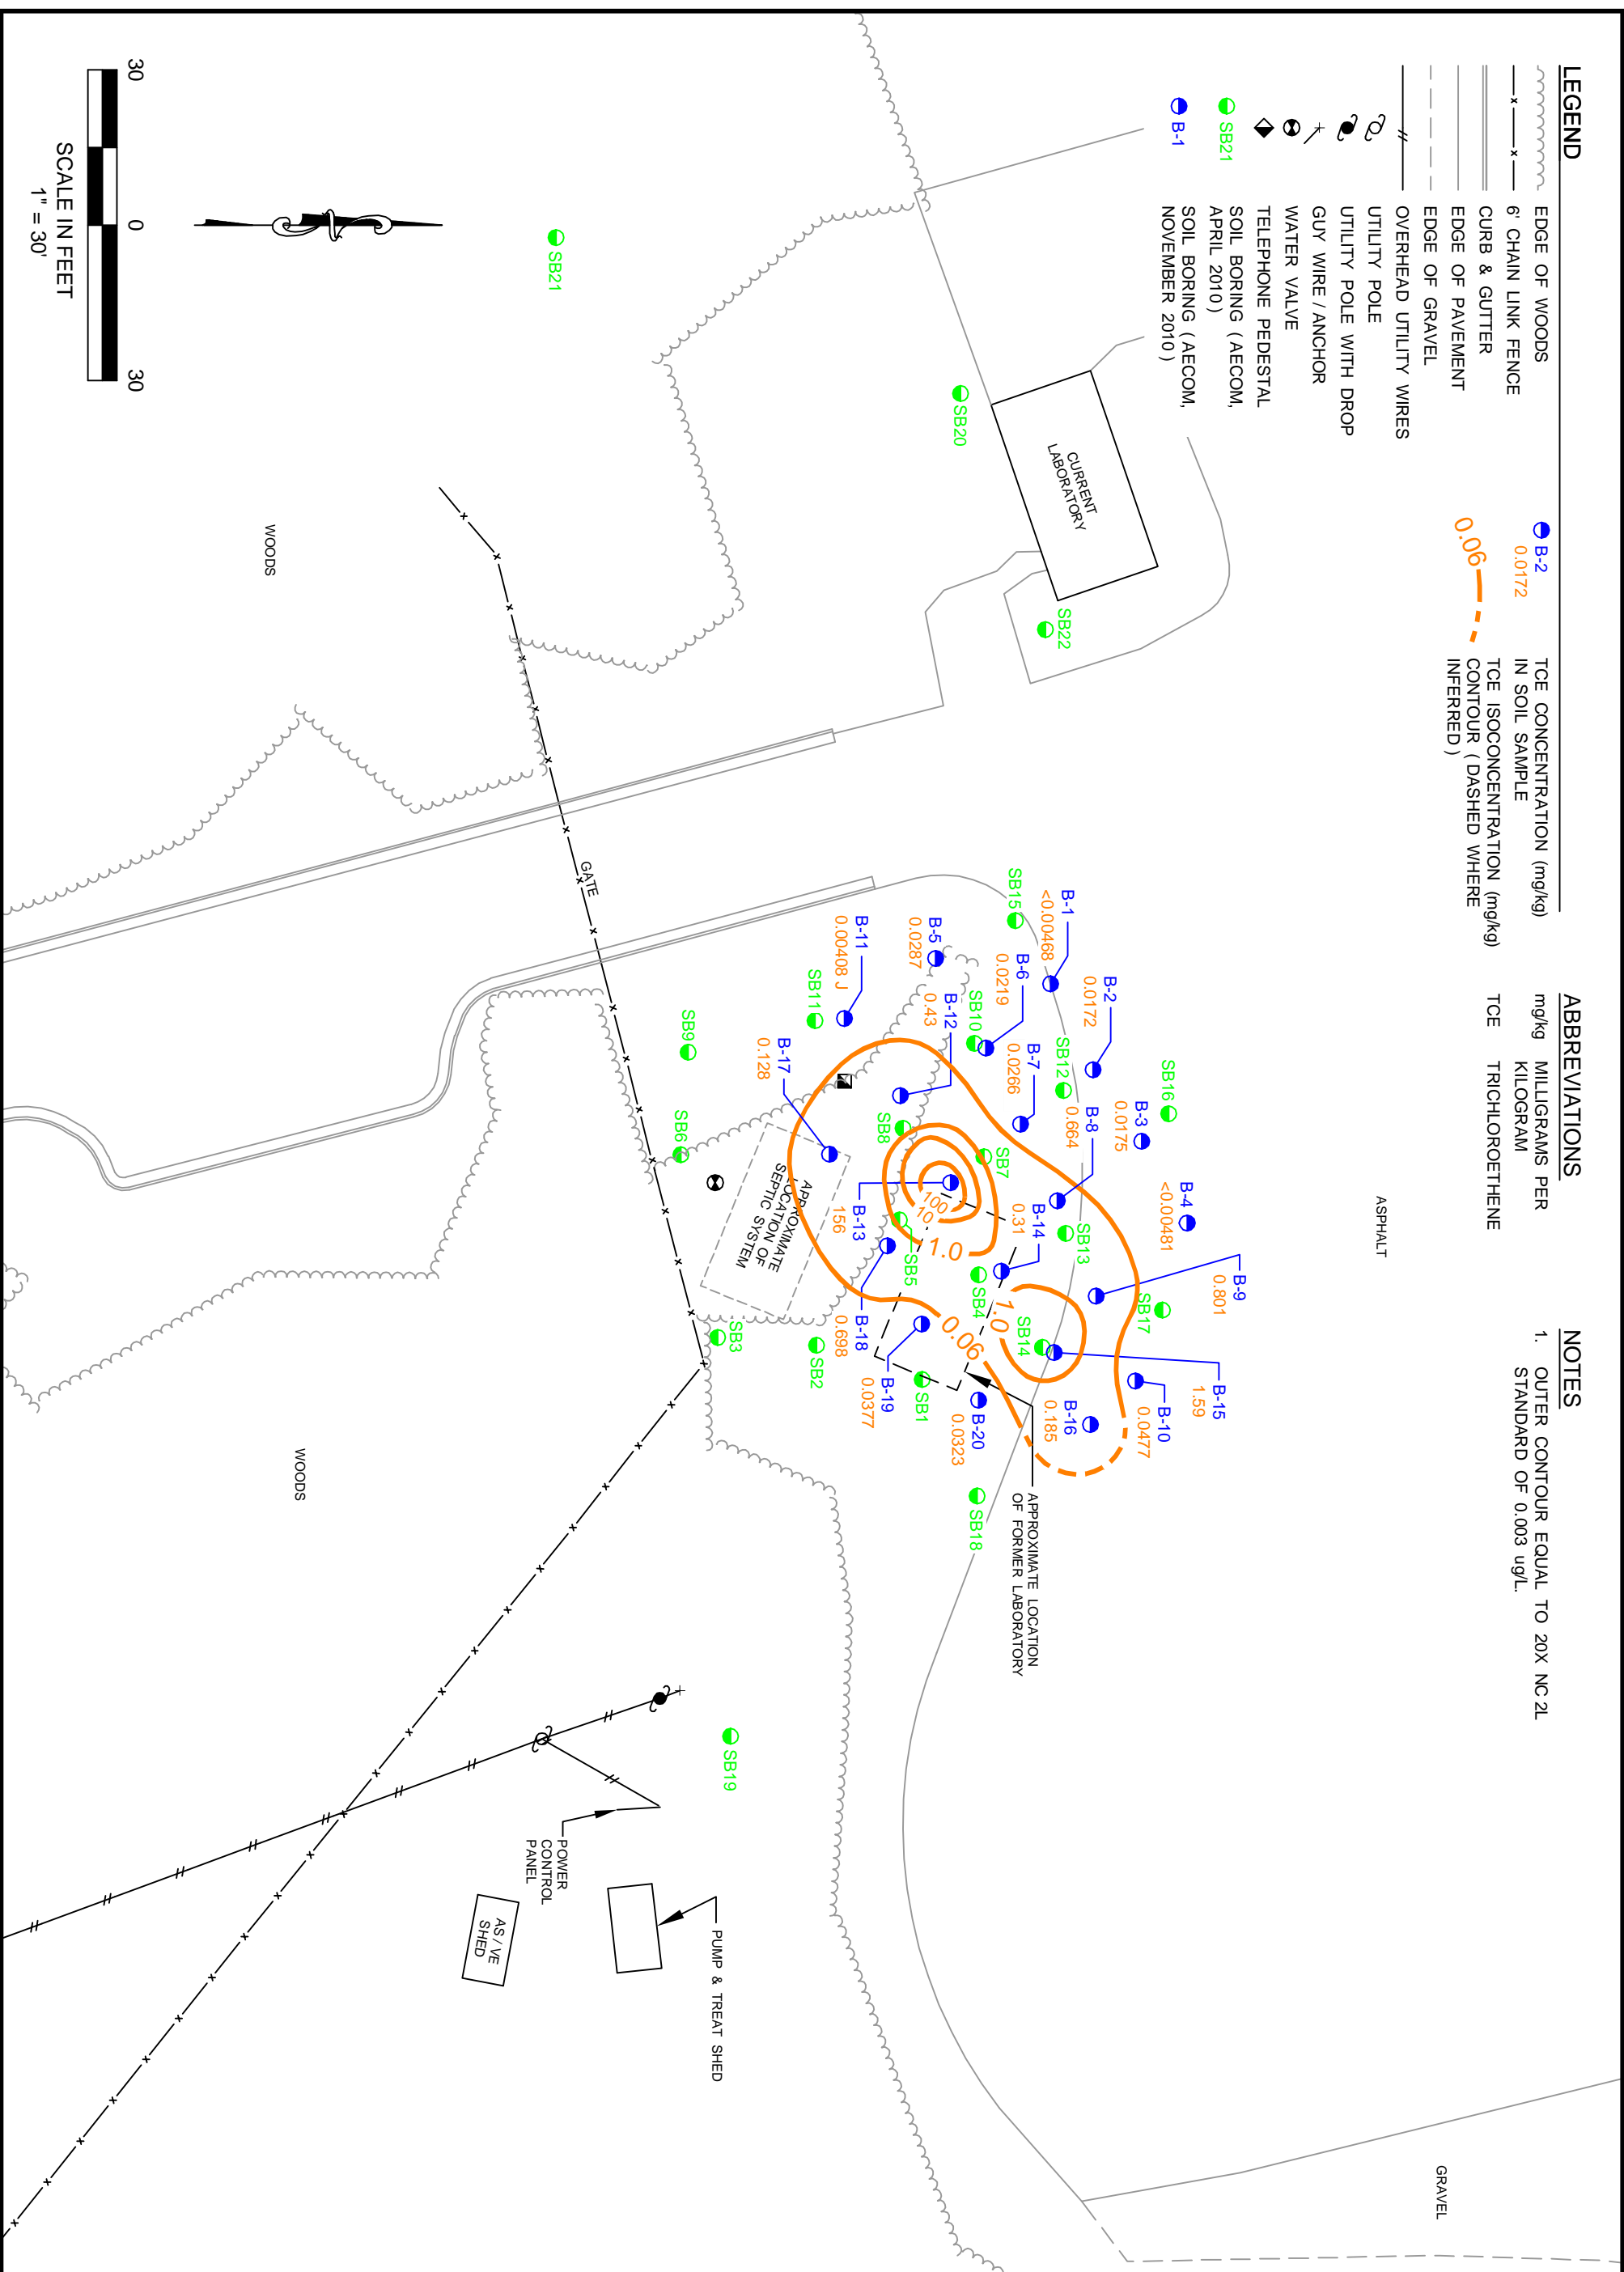 LEGEND
EDGE OF WOODS
6' CHAIN LINK FENCE
CURB & GUTTER
EDGE OF PAVEMENT
EDGE OF GRAVEL
OVERHEAD UTILITY WIRES
UTILITY POLE
UTILITY POLE WITH DROP
GUY WIRE / ANCHOR
WATER VALVE
TELEPHONE PEDESTAL
SB21
SOIL BORING ( AECOM,
APRIL 2010 )
B-1
SOIL BORING ( AECOM,
NOVEMBER 2010 )
B-2
0.0172
TCE CONCENTRATION (mg/kg)
IN SOIL SAMPLE
0.06
TCE ISOCONCENTRATION (mg/kg)
CONTOUR ( DASHED WHERE
INFERRED )
ABBREVIATIONS
mg/kg MILLIGRAMS PER
KILOGRAM
TCE TRICHLOROETHENE
NOTES
1. OUTER CONTOUR EQUAL TO 20X NC 2L
STANDARD OF 0.003 ug/L.
ASPHALT
GRAVEL
CURRENT
LABORATORY
SB22
SB20
SB21
SB16
B-4
<0.00481
B-3
0.0175
B-2
0.0172
B-1
<0.00468
SB15
B-9
0.801
SB17
B-15
1.59
B-10
0.0477
B-16
0.185
SB12
B-8
0.664
SB13
B-7
0.0266
B-6
0.0219
SB10
B-5
0.0287
B-12
0.43
SB7
B-14
0.31
SB4
SB14
1.0
0.06
SB8
100
10
1.0
SB5
B-13
156
B-18
0.698
B-19
0.0377
SB1
B-20
0.0323
SB18
APPROXIMATE LOCATION
OF FORMER LABORATORY
B-11
0.00408 J
SB11
B-17
0.128
APPROXIMATE
LOCATION OF
SEPTIC SYSTEM
SB2
SB3
SB9
SB6
GATE
SB19
PUMP & TREAT SHED
POWER
CONTROL
PANEL
AS / VE
SHED
WOODS
WOODS
30 0 30
SCALE IN FEET
1" = 30'